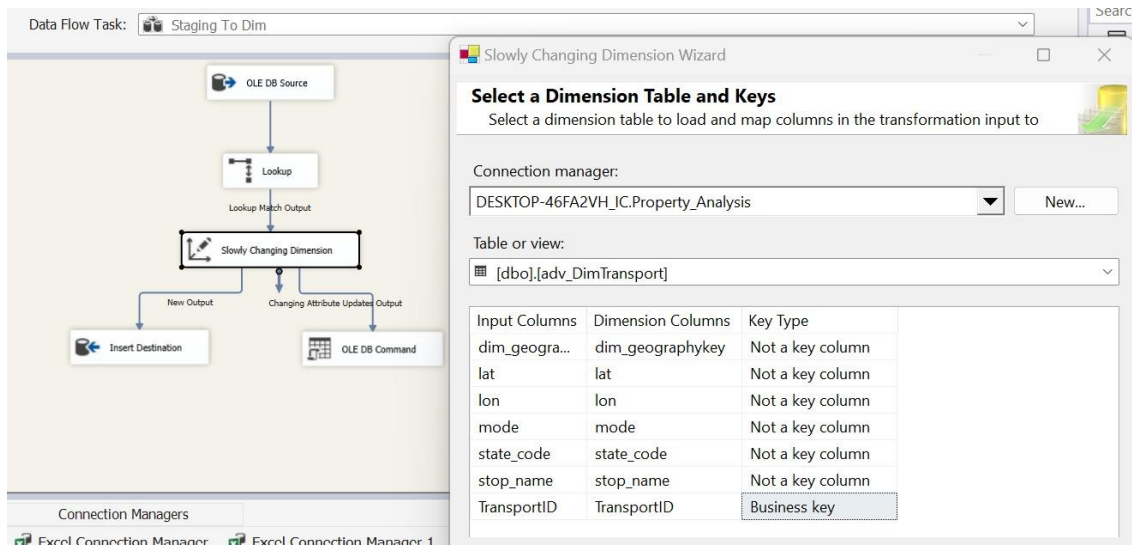 Data Flow Task: Staging To Dim
OLE DB Source
Lookup
Lookup Match Output
Slowly Changing Dimension
New Output
Changing Attribute Updates Output
Insert Destination
OLE DB Command
Connection Managers
Excel Connection Manager Excel Connection Manager 1
Searc
Slowly Changing Dimension Wizard
Select a Dimension Table and Keys
Select a dimension table to load and map columns in the transformation input to
Connection manager:
DESKTOP-46FA2VH_IC.Property_Analysis New...
Table or view:
[dbo].[adv_DimTransport]
Input Columns Dimension Columns Key Type
dim_geogra... dim_geographykey Not a key column
lat lat Not a key column
lon lon Not a key column
mode mode Not a key column
state_code state_code Not a key column
stop_name stop_name Not a key column
TransportID TransportID Business key